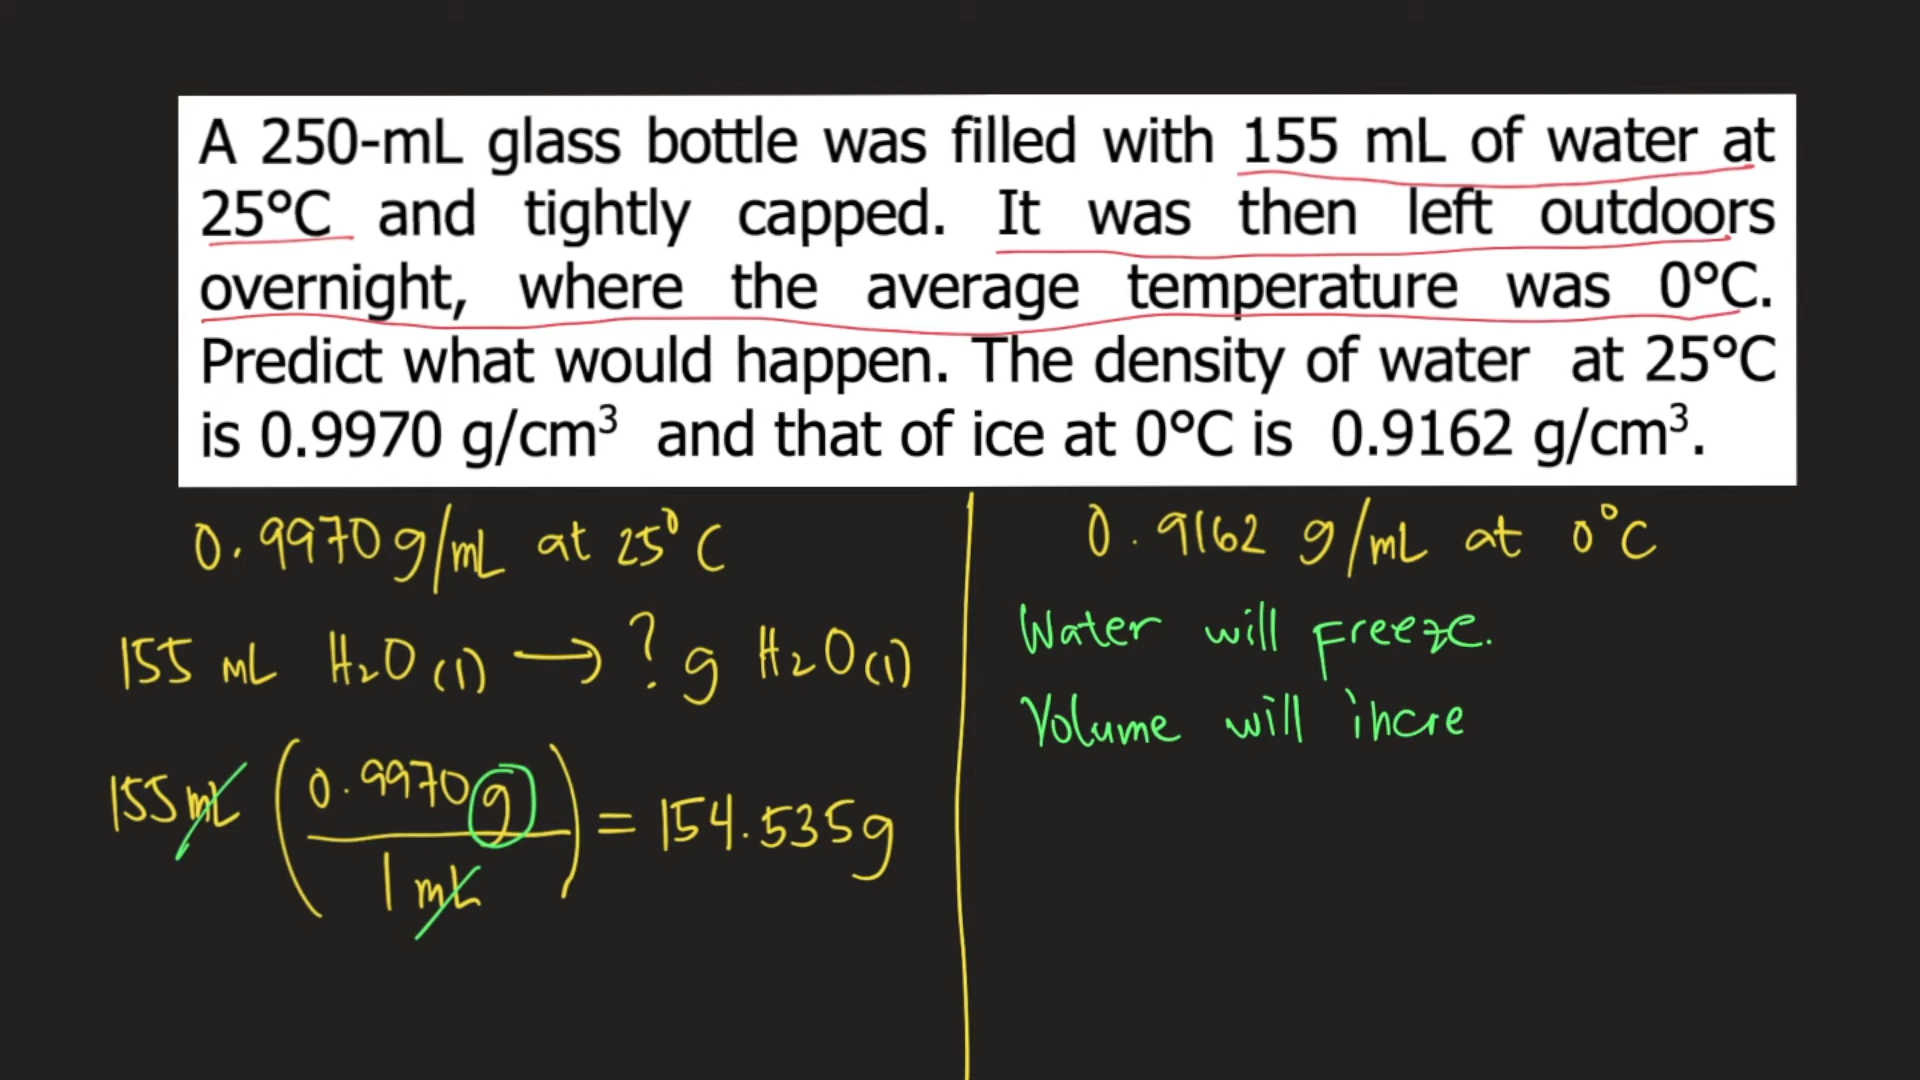 A 250-mL glass bottle was filled with 155 mL of water at
25°C and tightly capped. It was then left outdoors
overnight, where the average temperature was 0°C.
Predict what would happen. The density of water at 25°C
is 0.9970 g/cm³ and that of ice at 0°C is 0.9162 g/cm³.
0.9970 g/mL at 25°C
155 mL H₂O(l) → ? g H₂O(l)
155 mL (0.9970 g / 1 mL) = 154.535g
0.9162 g/mL at 0°C
Water will freeze.
Volume will incre